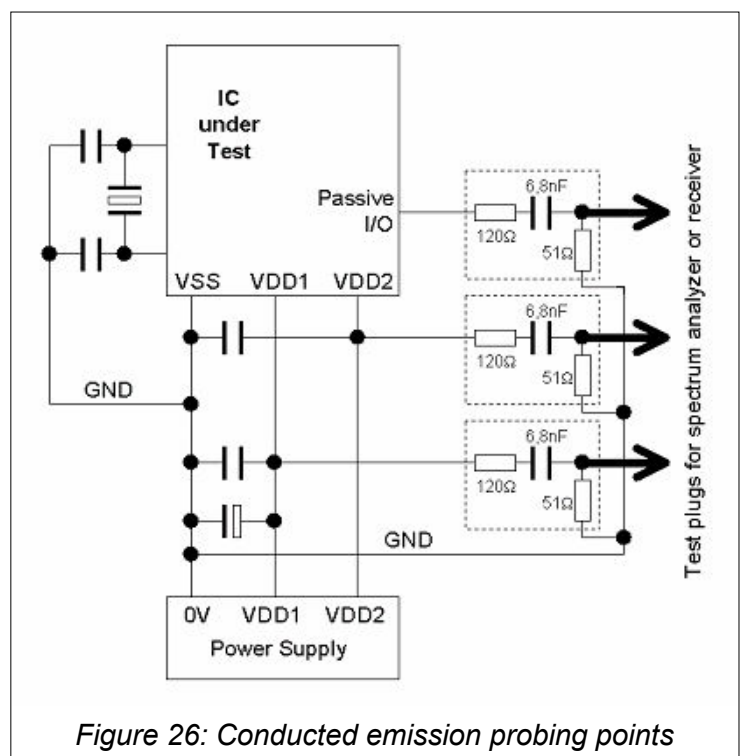 IC
under
Test
Passive
I/O
VSS VDD1 VDD2
GND
6,8nF
120Ω
51Ω
6,8nF
120Ω
51Ω
6,8nF
120Ω
51Ω
GND
0V VDD1 VDD2
Power Supply
Test plugs for spectrum analyzer or receiver
Figure 26: Conducted emission probing points